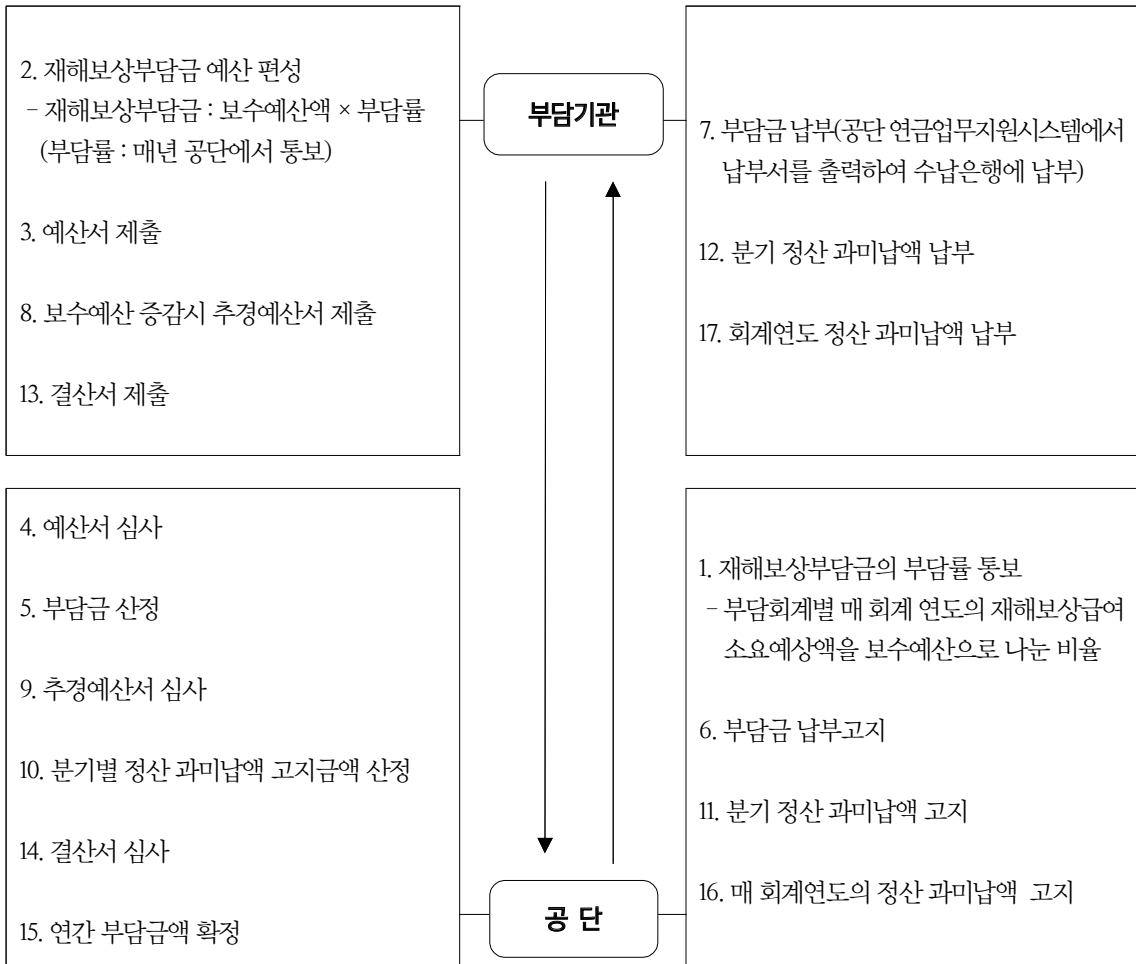 2. 재해보상부담금 예산 편성
- 재해보상부담금 : 보수예산액 × 부담률
(부담률 : 매년 공단에서 통보)
3. 예산서 제출
8. 보수예산 증감시 추경예산서 제출
13. 결산서 제출
부담기관
7. 부담금 납부(공단 연금업무지원시스템에서
납부서를 출력하여 수납은행에 납부)
12. 분기 정산 과미납액 납부
17. 회계연도 정산 과미납액 납부
4. 예산서 심사
5. 부담금 산정
9. 추경예산서 심사
10. 분기별 정산 과미납액 고지금액 산정
14. 결산서 심사
15. 연간 부담금액 확정
공 단
1. 재해보상부담금의 부담률 통보
- 부담회계별 매 회계 연도의 재해보상급여
소요예상액을 보수예산으로 나눈 비율
6. 부담금 납부고지
11. 분기 정산 과미납액 고지
16. 매 회계연도의 정산 과미납액 고지